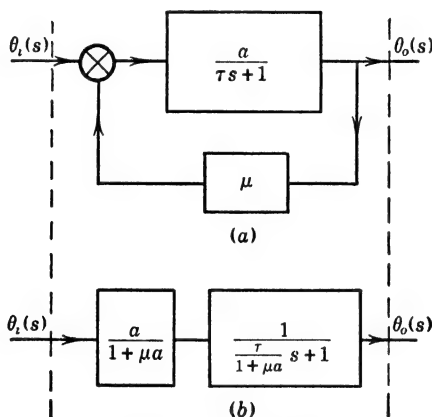 θᵢ(s)
θₒ(s)
a
τs + 1
μ
(a)
θᵢ(s)
θₒ(s)
a
1 + μa
1
τ
1 + μa
s + 1
(b)